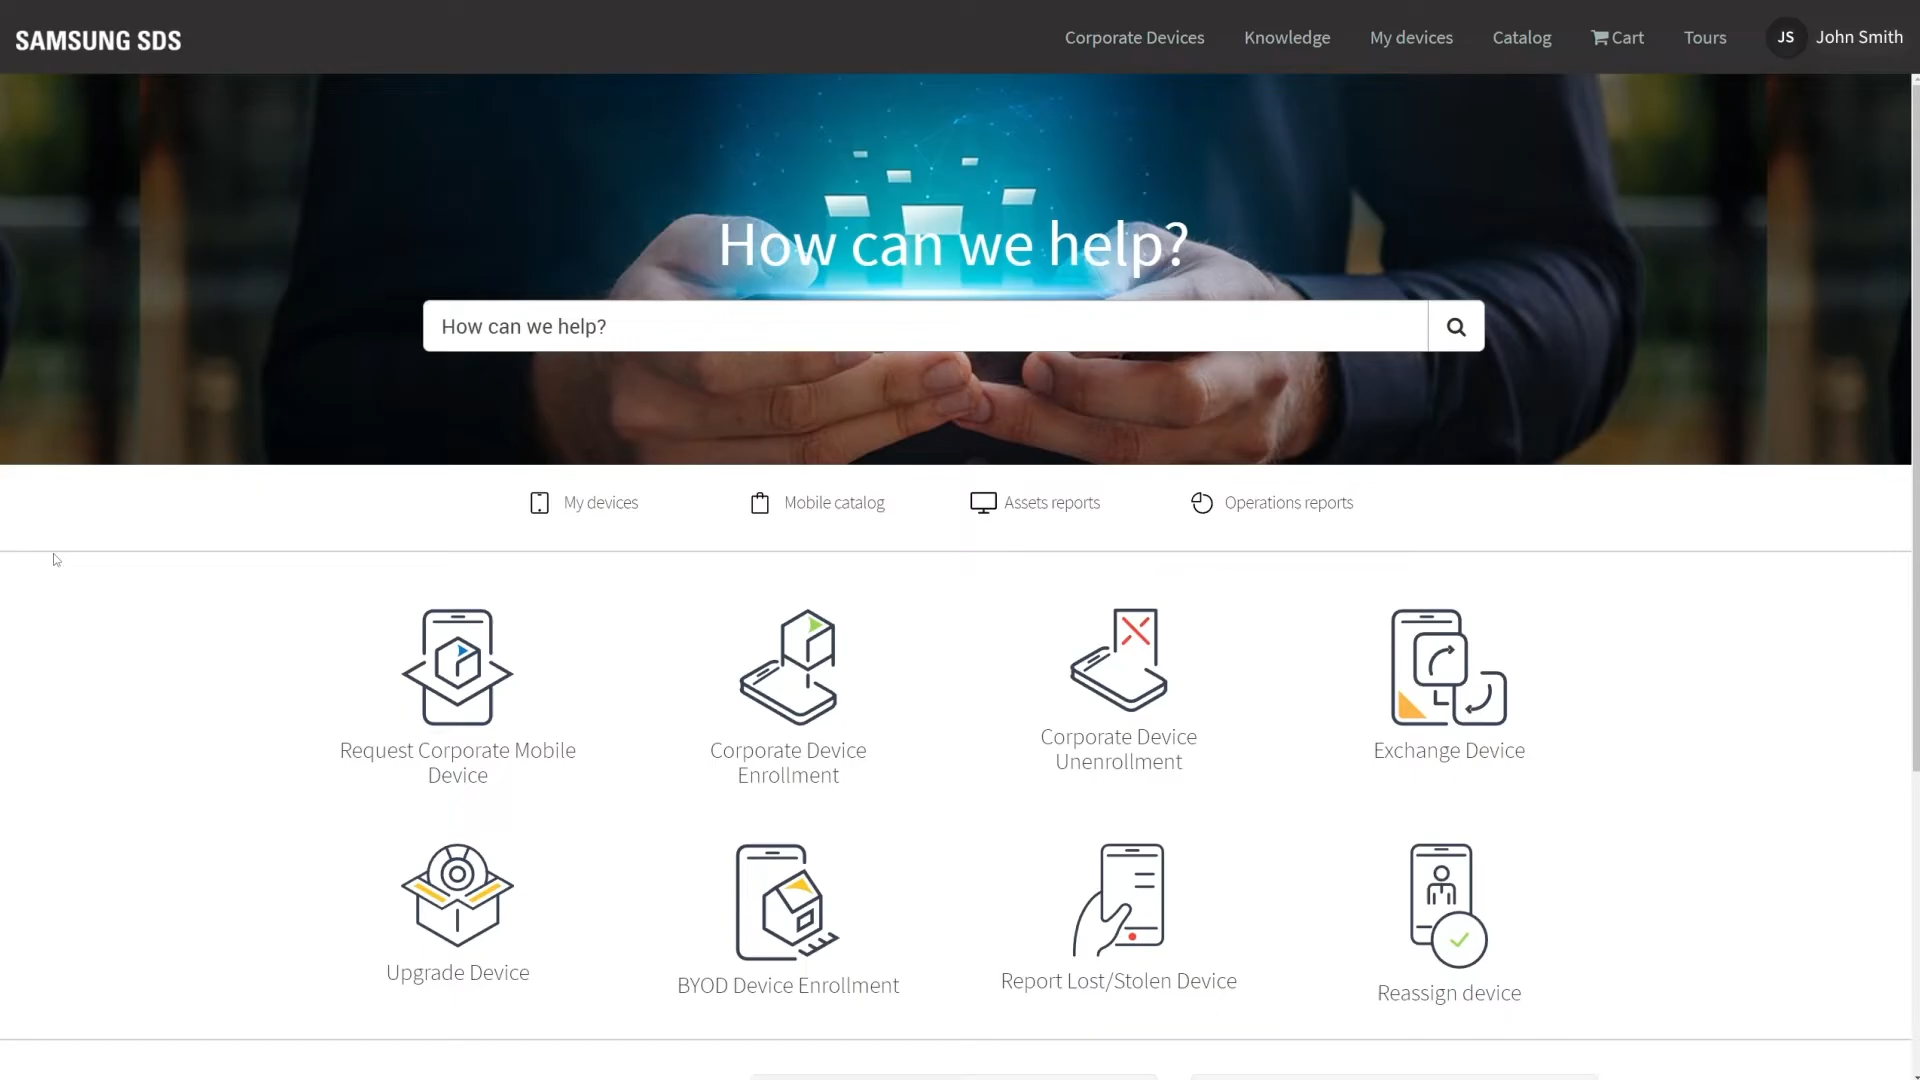 SAMSUNG SDS
Corporate Devices Knowledge My devices Catalog Cart Tours JS John Smith
How can we help?
How can we help?
My devices Mobile catalog Assets reports Operations reports
Request Corporate Mobile
Device
Corporate Device
Enrollment
Corporate Device
Unenrollment
Exchange Device
Upgrade Device
BYOD Device Enrollment
Report Lost/Stolen Device
Reassign device